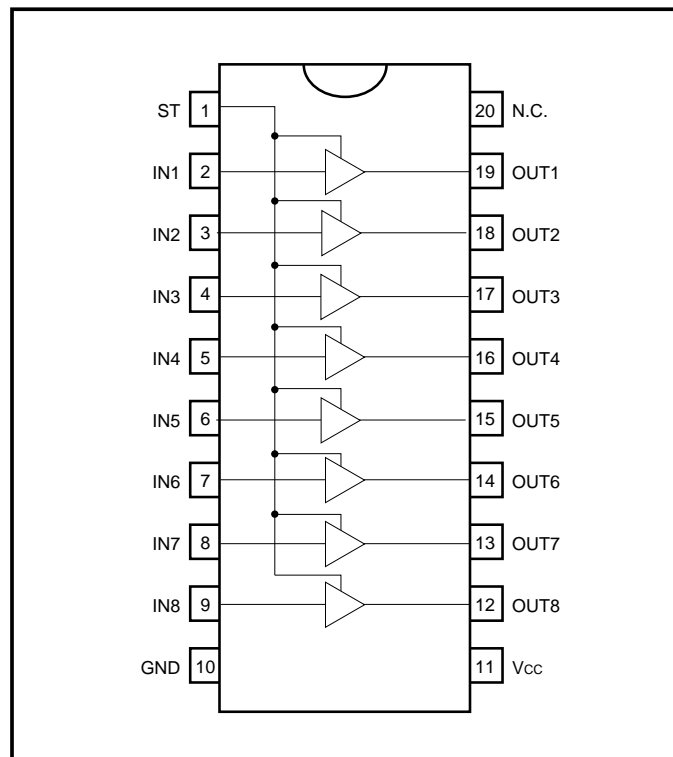 ST 1 20 N.C.
IN1 2 19 OUT1
IN2 3 18 OUT2
IN3 4 17 OUT3
IN4 5 16 OUT4
IN5 6 15 OUT5
IN6 7 14 OUT6
IN7 8 13 OUT7
IN8 9 12 OUT8
GND 10 11 Vcc